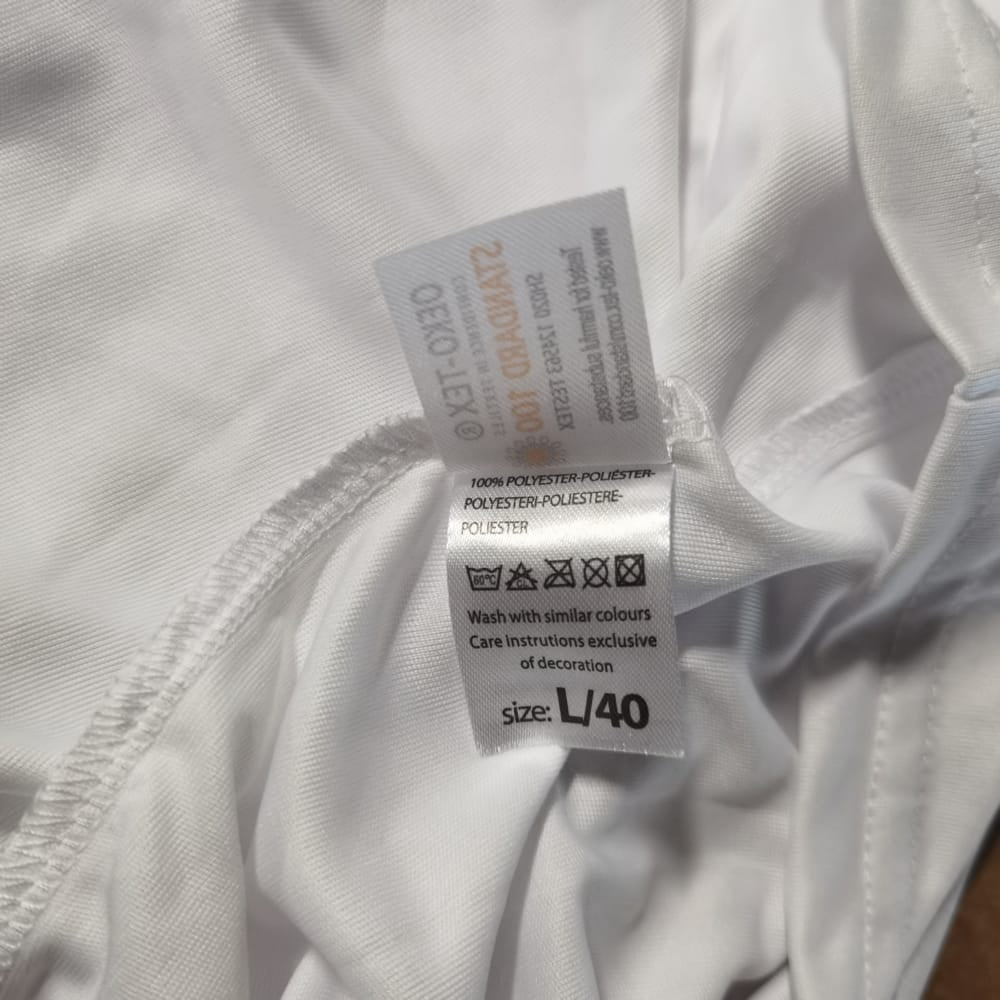 OEKO-TEX®
CONFIDENCE IN TEXTILES
STANDARD 100
SH020 124563 TESTEX
Tested for harmful substances.
www.oeko-tex.com/standard100
100% POLYESTER-POLIÉSTER-
POLYESTERI-POLIESTERE-
POLIESTER
60°C CL
Wash with similar colours
Care instrutions exclusive
of decoration
size: L/40